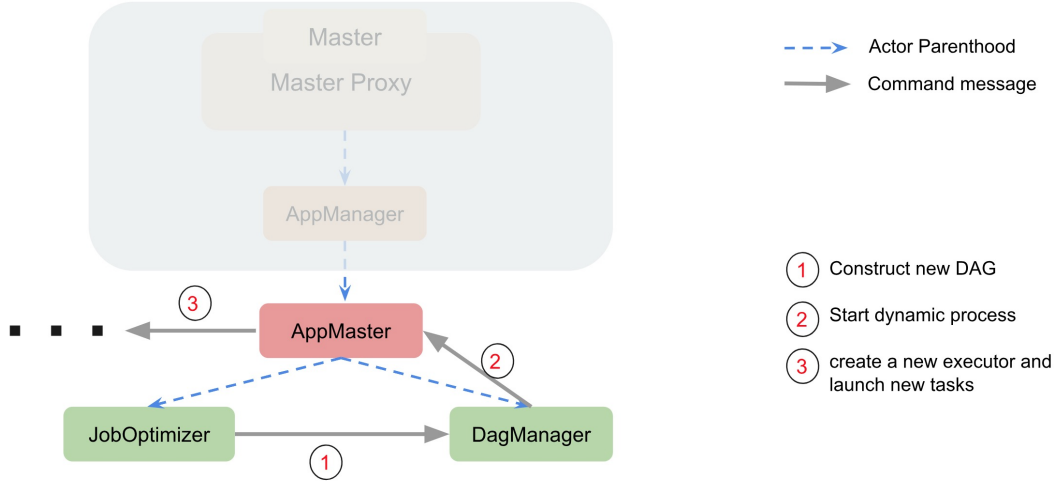 Master
Master Proxy
AppManager
3
AppMaster
2
JobOptimizer
DagManager
1
Actor Parenthood
Command message
1 Construct new DAG
2 Start dynamic process
3 create a new executor and
launch new tasks